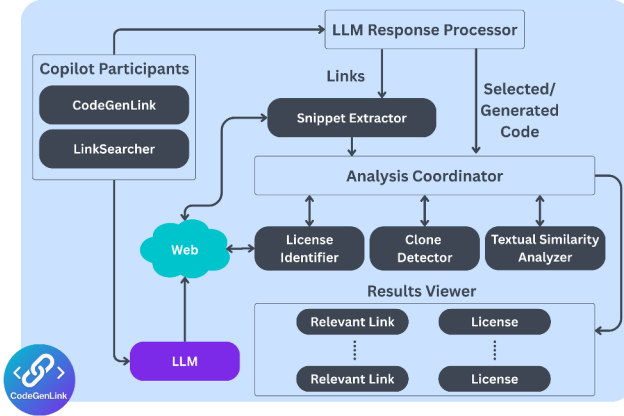 LLM Response Processor
Copilot Participants
CodeGenLink
LinkSearcher
Links
Selected/
Generated
Code
Snippet Extractor
Analysis Coordinator
Web
License
Identifier
Clone
Detector
Textual Similarity
Analyzer
Results Viewer
Relevant Link
License
Relevant Link
License
LLM
< >
CodeGenLink